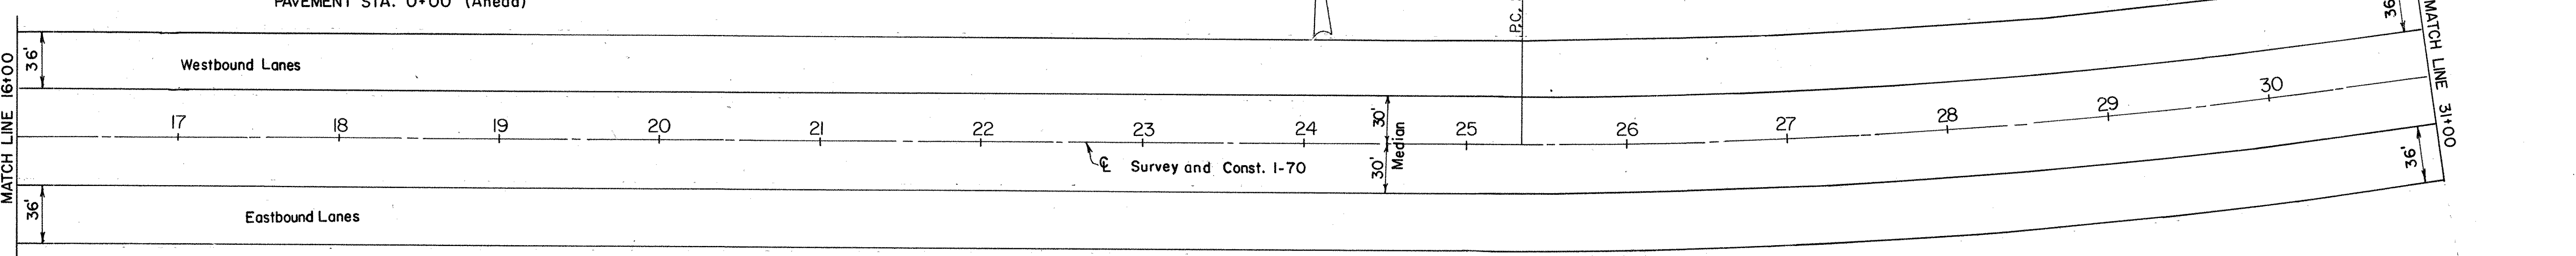 PAVEMENT STA. 0+00 (Ahead)
P.C.
36'
MATCH LINE 16+00
36'
Westbound Lanes
17 18 19 20 21 22 23 24 25 26 27 28 29 30
30'
Median
30'
℄ Survey and Const. I-70
36'
Eastbound Lanes
36'
MATCH LINE 31+00